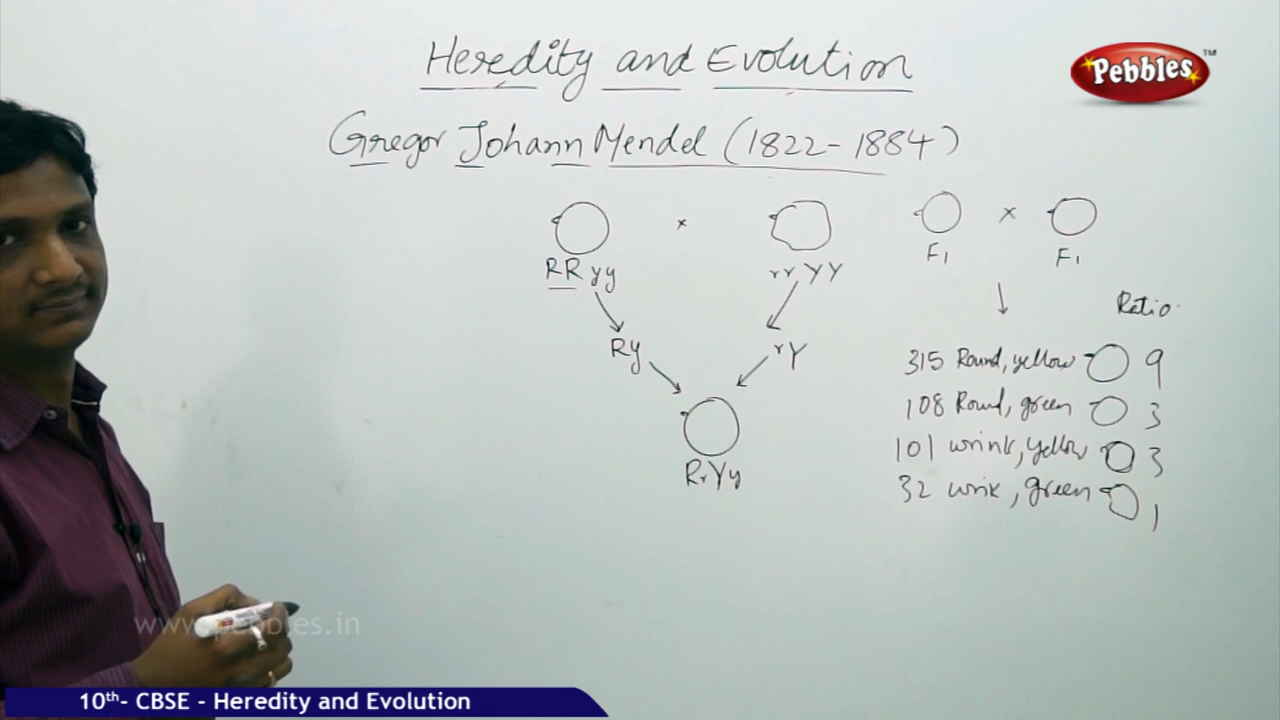 Heredity and Evolution
Pebbles™
Gregor Johann Mendel (1822-1884)
× ×
RRyy rrYY F1 F1
Ratio
Ry rY
315 Round, yellow 9
108 Round, green 3
101 wrink, yellow 3
RrYy
32 wrik, green 1
www.pebbles.in
10th- CBSE - Heredity and Evolution